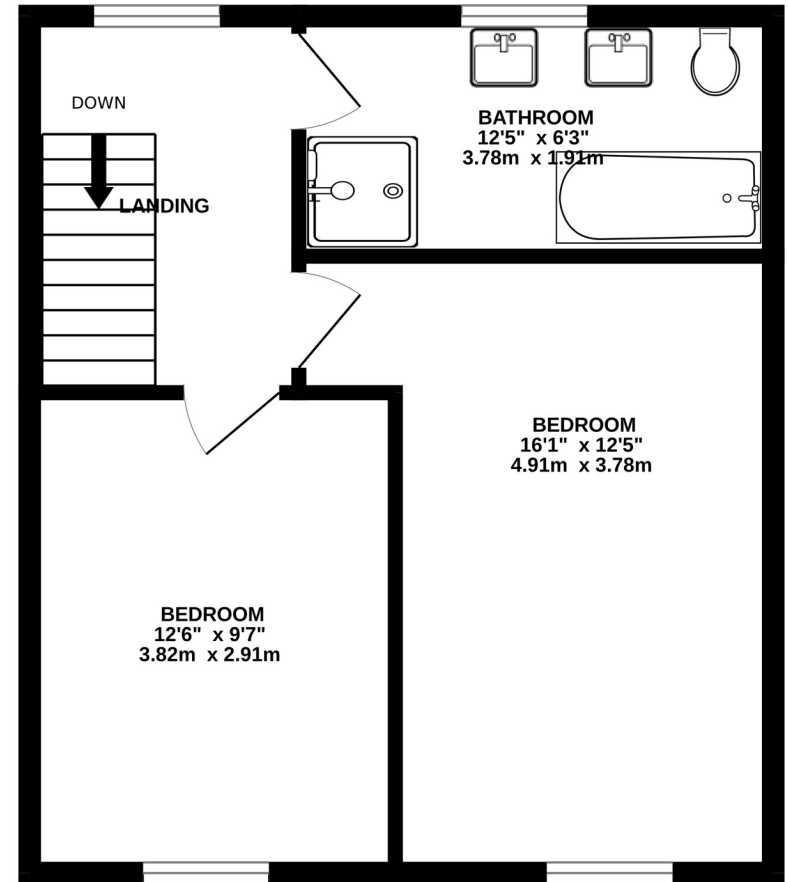 DOWN
LANDING
BATHROOM
12'5" x 6'3"
3.78m x 1.91m
BEDROOM
16'1" x 12'5"
4.91m x 3.78m
BEDROOM
12'6" x 9'7"
3.82m x 2.91m